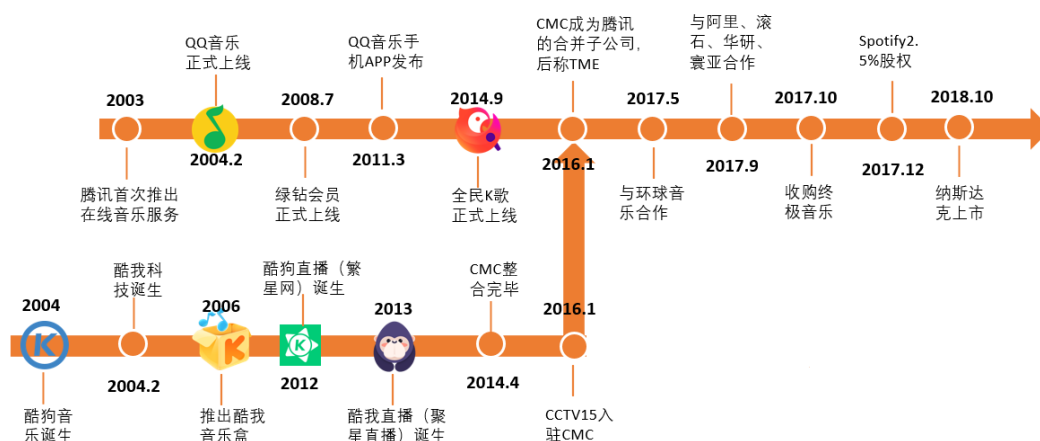 QQ音乐
正式上线
QQ音乐手
机APP发布
CMC成为腾讯
的合并子公司,
后称TME
与阿里、滚
石、华研、
寰亚合作
Spotify2.
5%股权
2003
2008.7
2014.9
2017.5
2017.10
2018.10
2004.2
2011.3
2016.1
2017.9
2017.12
腾讯首次推出
在线音乐服务
绿钻会员
正式上线
全民K歌
正式上线
与环球音
乐合作
收购终
极音乐
纳斯达
克上市
酷我科
技诞生
酷狗直播（繁
星网）诞生
CMC整
合完毕
2004
2006
2013
2016.1
K
K
K
2004.2
2012
2014.4
酷狗音
乐诞生
推出酷我
音乐盒
酷我直播（聚
星直播）诞生
CCTV15入
驻CMC